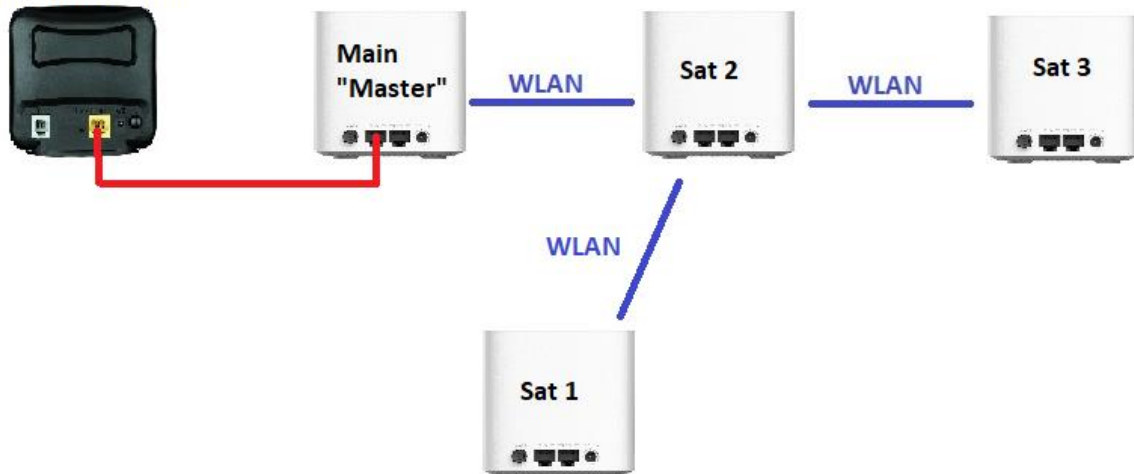 Main
"Master"
WLAN
Sat 2
WLAN
Sat 3
WLAN
Sat 1